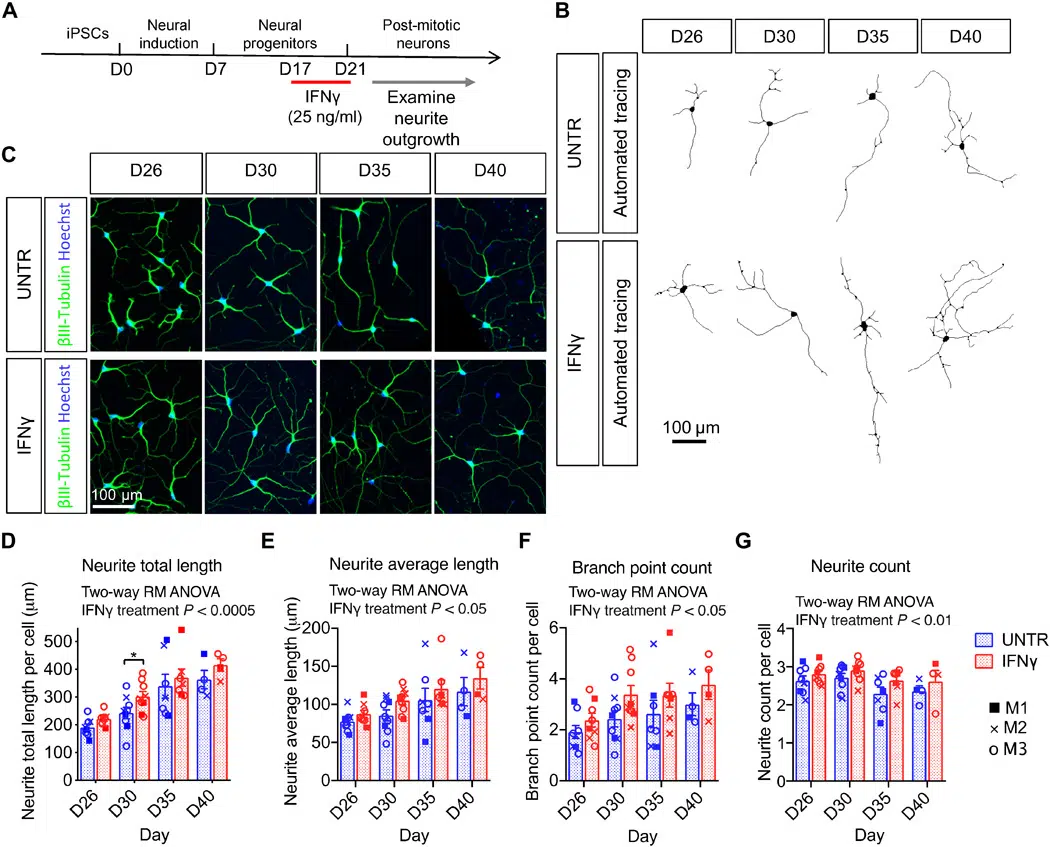 A
iPSCs
Neural
induction
Neural
progenitors
Post-mitotic
neurons
D0
D7
D17
D21
IFNγ
(25 ng/ml)
Examine
neurite
outgrowth
B
D26
D30
D35
D40
UNTR
Automated tracing
IFNγ
Automated tracing
100 μm
C
D26
D30
D35
D40
UNTR
βIII-Tubulin Hoechst
IFNγ
βIII-Tubulin Hoechst
100 μm
D
Neurite total length
Two-way RM ANOVA
IFNγ treatment P < 0.0005
Neurite total length per cell (μm)
500
400
300
200
100
0
*
D26
D30
D35
D40
Day
E
Neurite average length
Two-way RM ANOVA
IFNγ treatment P < 0.05
Neurite average length (μm)
200
150
100
50
0
D26
D30
D35
D40
Day
F
Branch point count
Two-way RM ANOVA
IFNγ treatment P < 0.05
Branch point count per cell
6
4
2
0
D26
D30
D35
D40
Day
G
Neurite count
Two-way RM ANOVA
IFNγ treatment P < 0.01
Neurite count per cell
4
3
2
1
0
D26
D30
D35
D40
Day
UNTR
IFNγ
M1
M2
M3